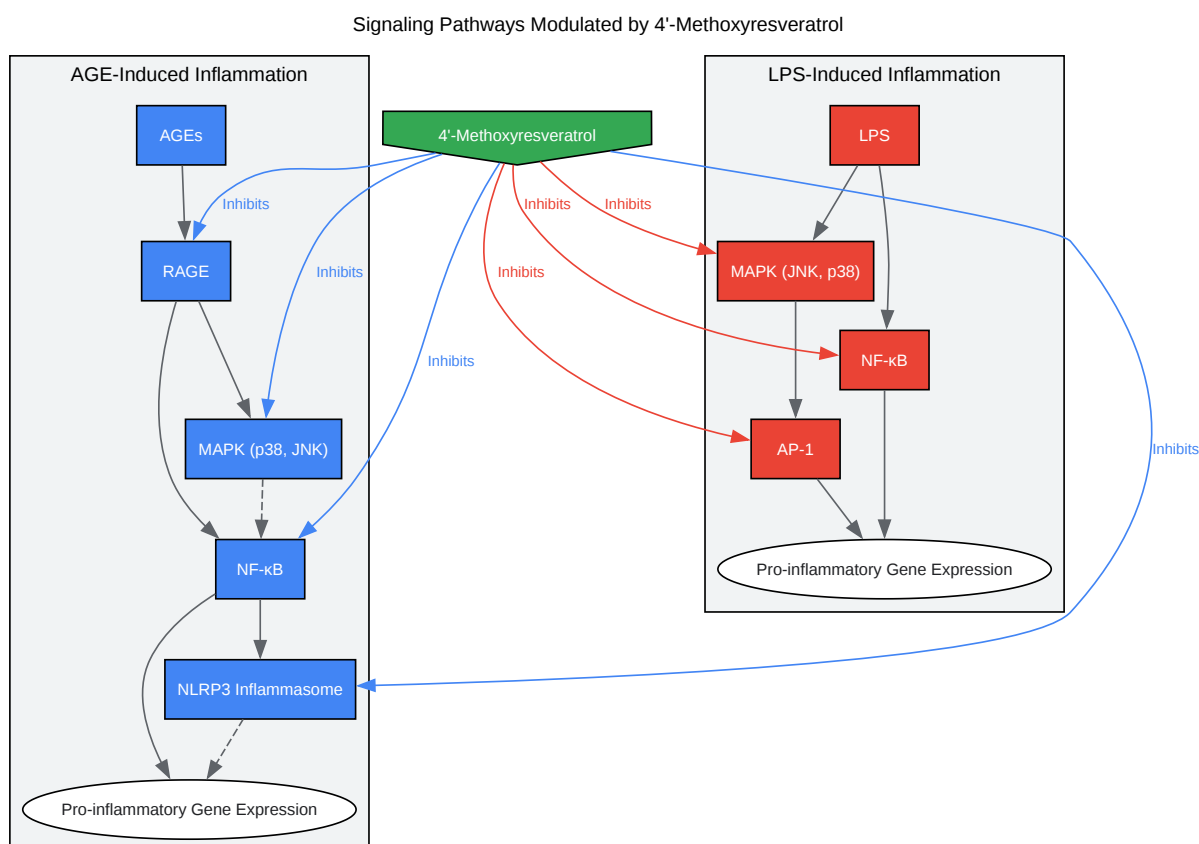 Signaling Pathways Modulated by 4'-Methoxyresveratrol
AGE-Induced Inflammation
LPS-Induced Inflammation
AGEs
4'-Methoxyresveratrol
LPS
Inhibits
Inhibits
Inhibits
RAGE
Inhibits
Inhibits
MAPK (JNK, p38)
Inhibits
NF-κB
MAPK (p38, JNK)
AP-1
Inhibits
NF-κB
Pro-inflammatory Gene Expression
NLRP3 Inflammasome
Pro-inflammatory Gene Expression